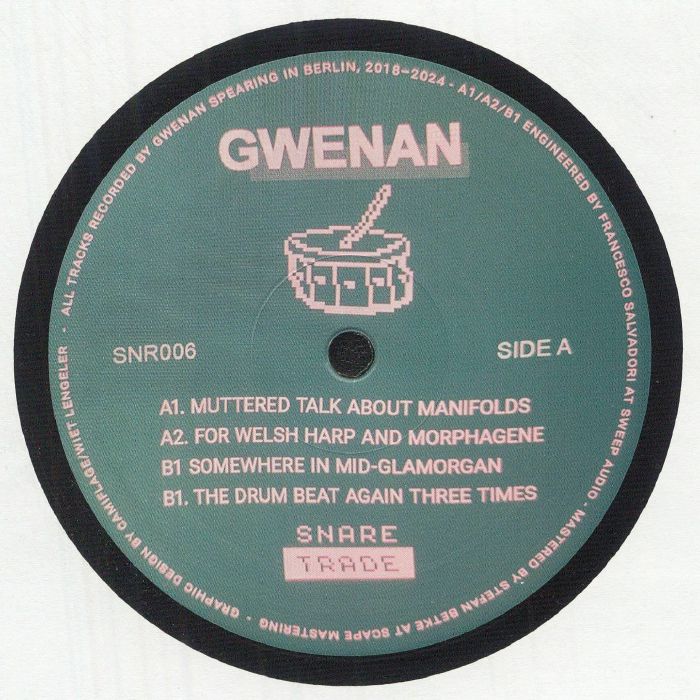 ALL TRACKS RECORDED BY GWENAN SPEARING IN BERLIN, 2018–2024 - A1/A2/B1 ENGINEERED BY FRANCESCO SALVADORI AT SWEEP AUDIO - MASTERED BY STEFAN BETKE AT SCAPE MASTERING - GRAPHIC DESIGN BY CAMIFLAGE/WIET LENGELER -
GWENAN
SNR006
SIDE A
A1. MUTTERED TALK ABOUT MANIFOLDS
A2. FOR WELSH HARP AND MORPHAGENE
B1 SOMEWHERE IN MID-GLAMORGAN
B1. THE DRUM BEAT AGAIN THREE TIMES
SNARE
TRADE